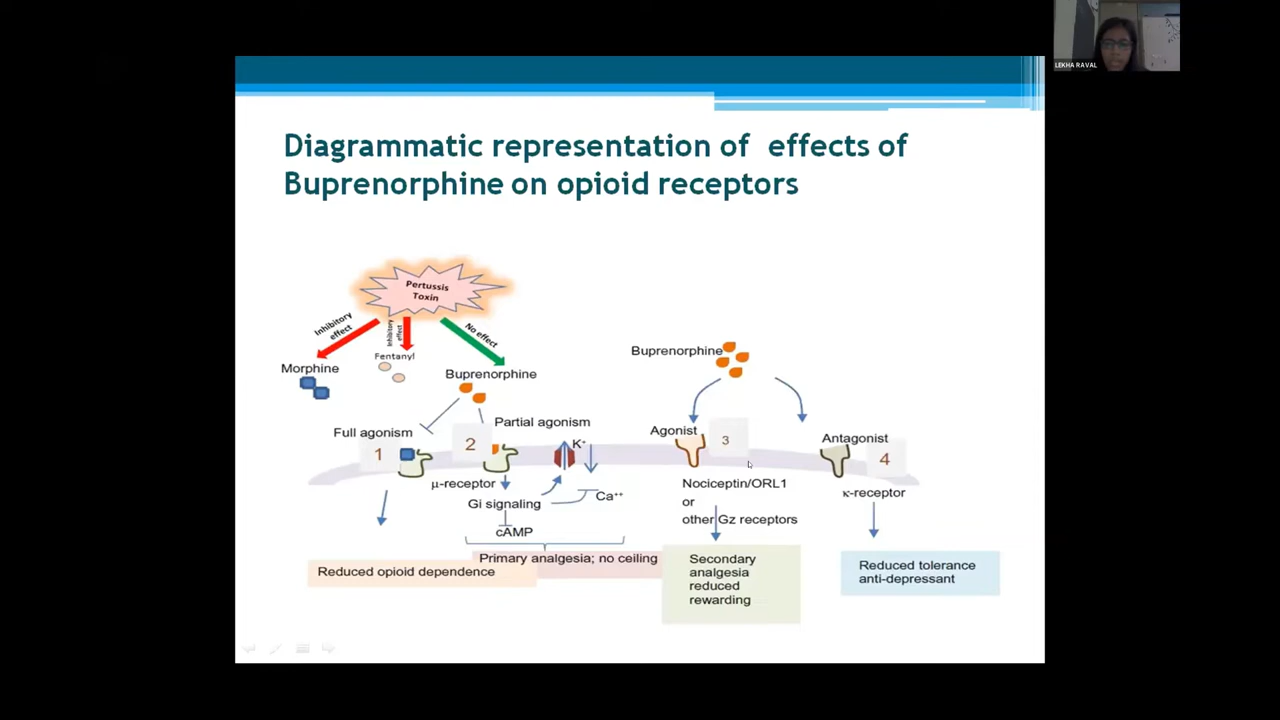 LEKHA RAVAL
Diagrammatic representation of effects of
Buprenorphine on opioid receptors
Pertussis
Toxin
Inhibitory
effect
Inhibitory
effect
No effect
Morphine
Fentanyl
Buprenorphine
Full agonism
1
2
Partial agonism
K+
μ-receptor
Gi signaling
Ca++
cAMP
Reduced opioid dependence
Primary analgesia; no ceiling
Buprenorphine
Agonist
3
Antagonist
4
Nociceptin/ORL1
or
other Gz receptors
κ-receptor
Secondary
analgesia
reduced
rewarding
Reduced tolerance
anti-depressant